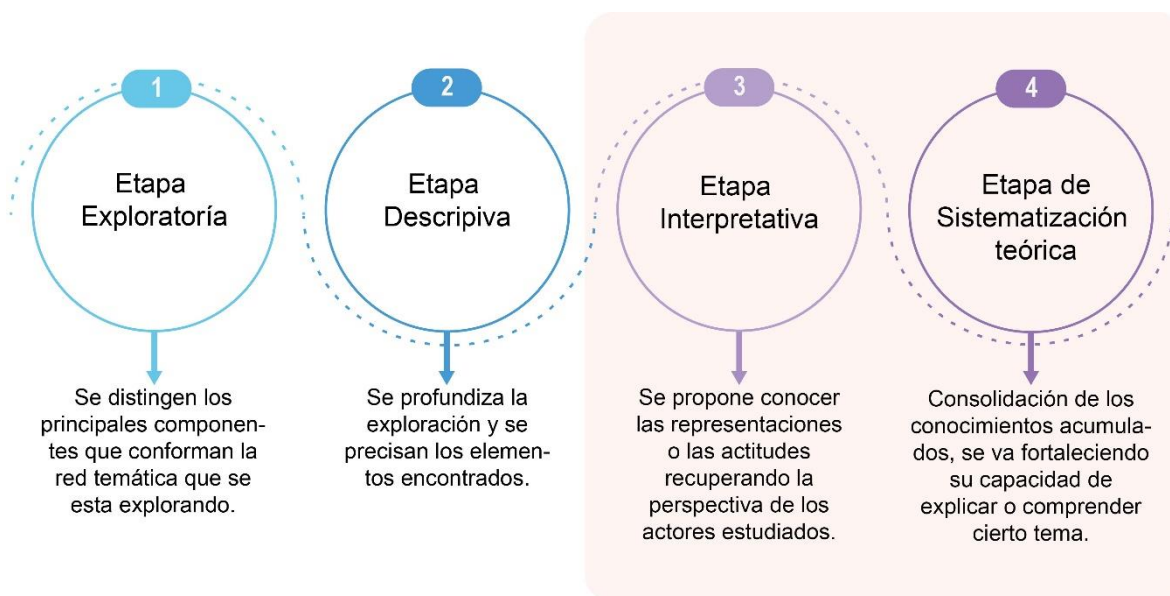 1
Etapa
Exploratoría
Se distingen los
principales componen-
tes que conforman la
red temática que se
esta explorando.
2
Etapa
Descripiva
Se profundiza la
exploración y se
precisan los elemen-
tos encontrados.
3
Etapa
Interpretativa
Se propone conocer
las representaciones
o las actitudes
recuperando la
perspectiva de los
actores estudiados.
4
Etapa de
Sistematización
teórica
Consolidación de los
conocimientos acumula-
dos, se va fortaleciendo
su capacidad de
explicar o comprender
cierto tema.